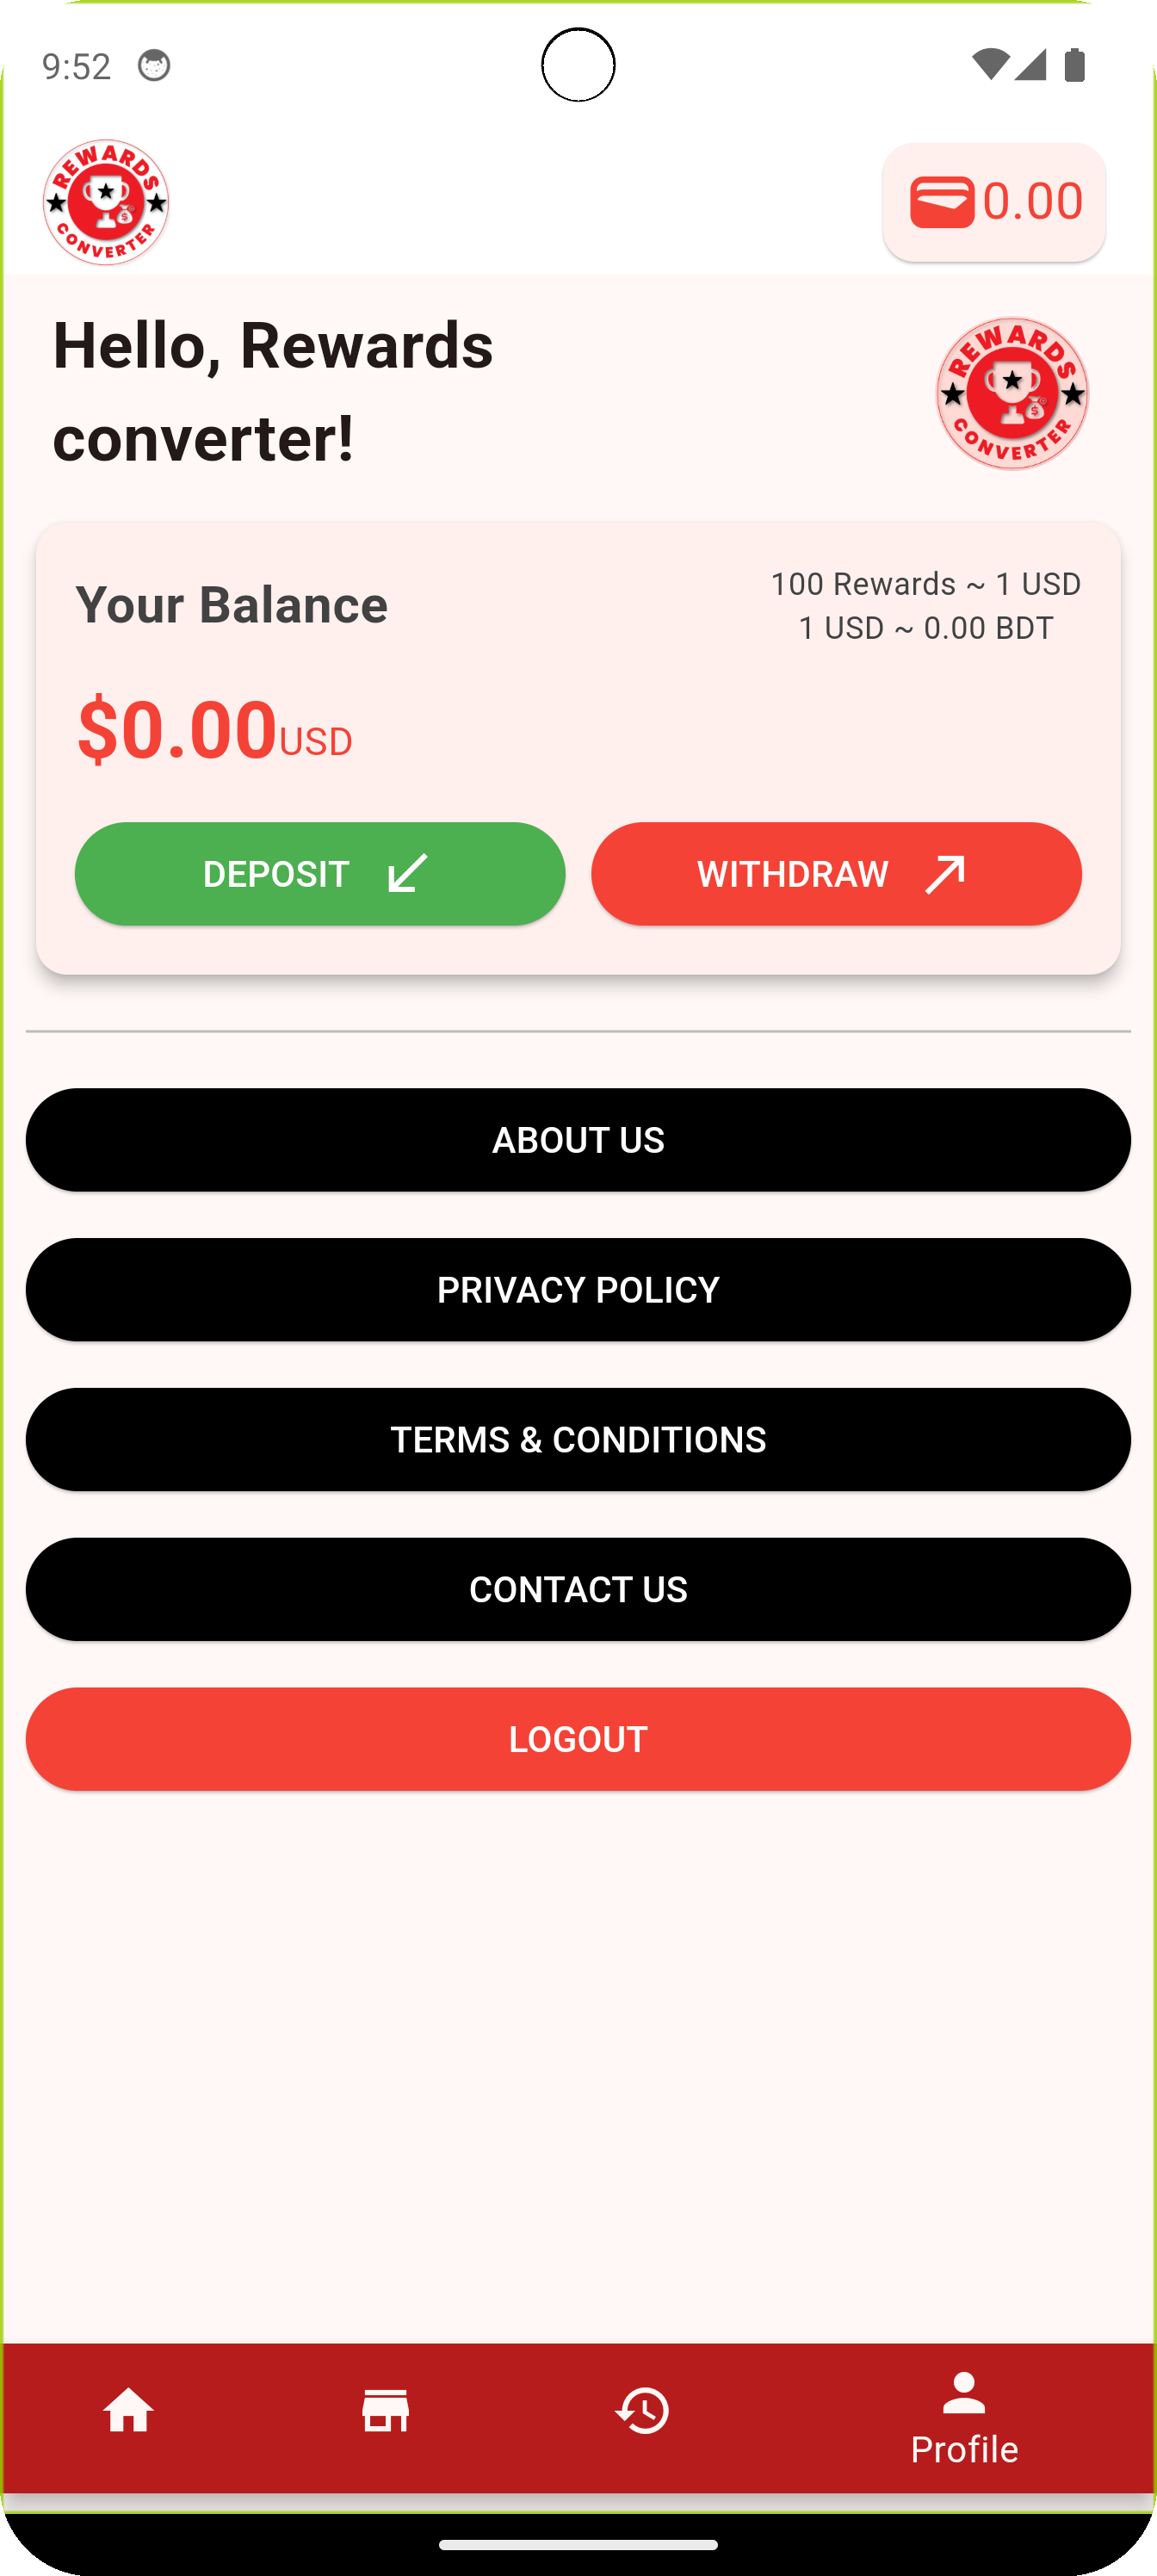 9:52
REWARDS
CONVERTER
0.00
Hello, Rewards
converter!
REWARDS
CONVERTER
Your Balance
100 Rewards ~ 1 USD
1 USD ~ 0.00 BDT
$0.00USD
DEPOSIT
WITHDRAW
ABOUT US
PRIVACY POLICY
TERMS & CONDITIONS
CONTACT US
LOGOUT
Profile